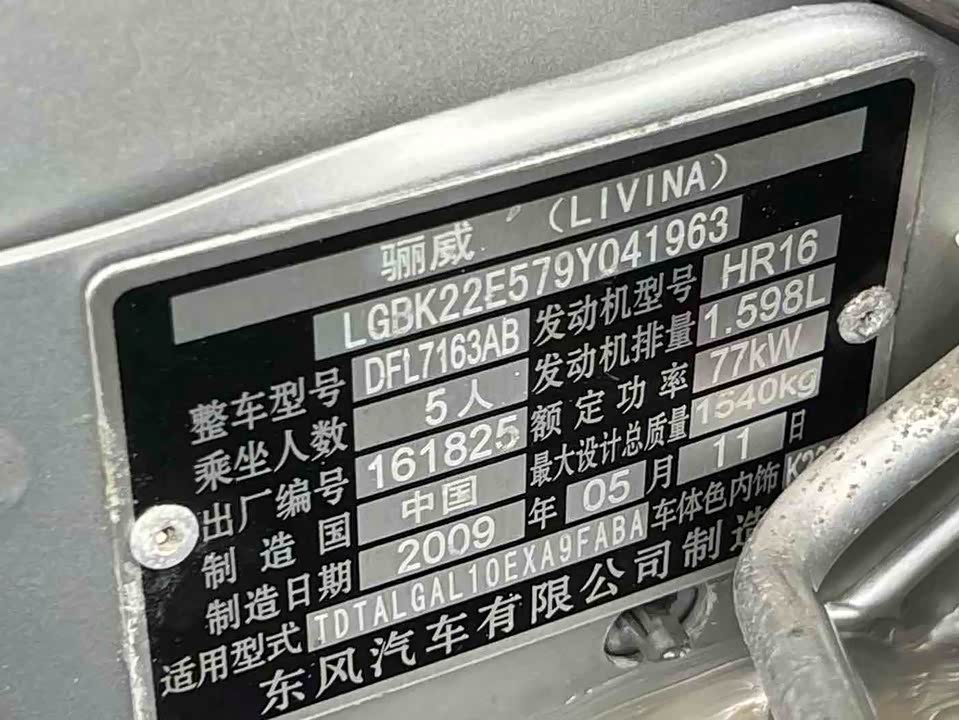 骊威 (LIVINA)
LGBK22E579Y041963
整车型号 DFL7163AB 发动机型号 HR16
乘坐人数 5人 发动机排量 1.598L
出厂编号 161825 额定功率 77kW
制造国 中国 最大设计总质量 1540kg
制造日期 2009 年 05 月 11 日
适用型式 TDTALGAL10EXA9FABA 车体色内饰
东风汽车有限公司制造